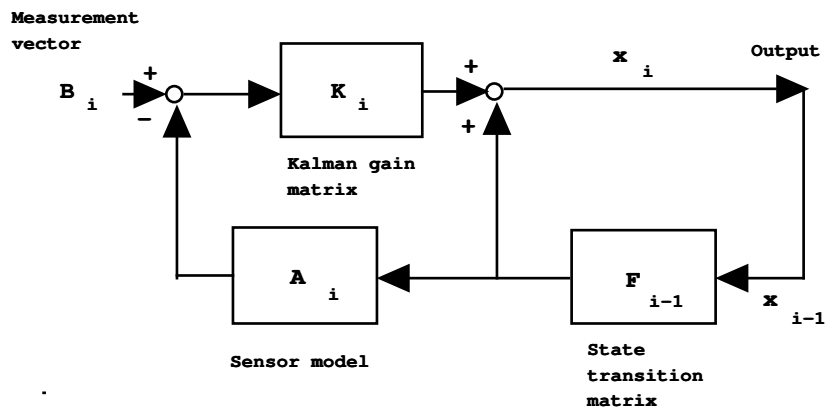 Measurement
vector
B i
+
−
K i
Kalman gain
matrix
+
+
x i
Output
A i
Sensor model
F i−1
State
transition
matrix
x i−1